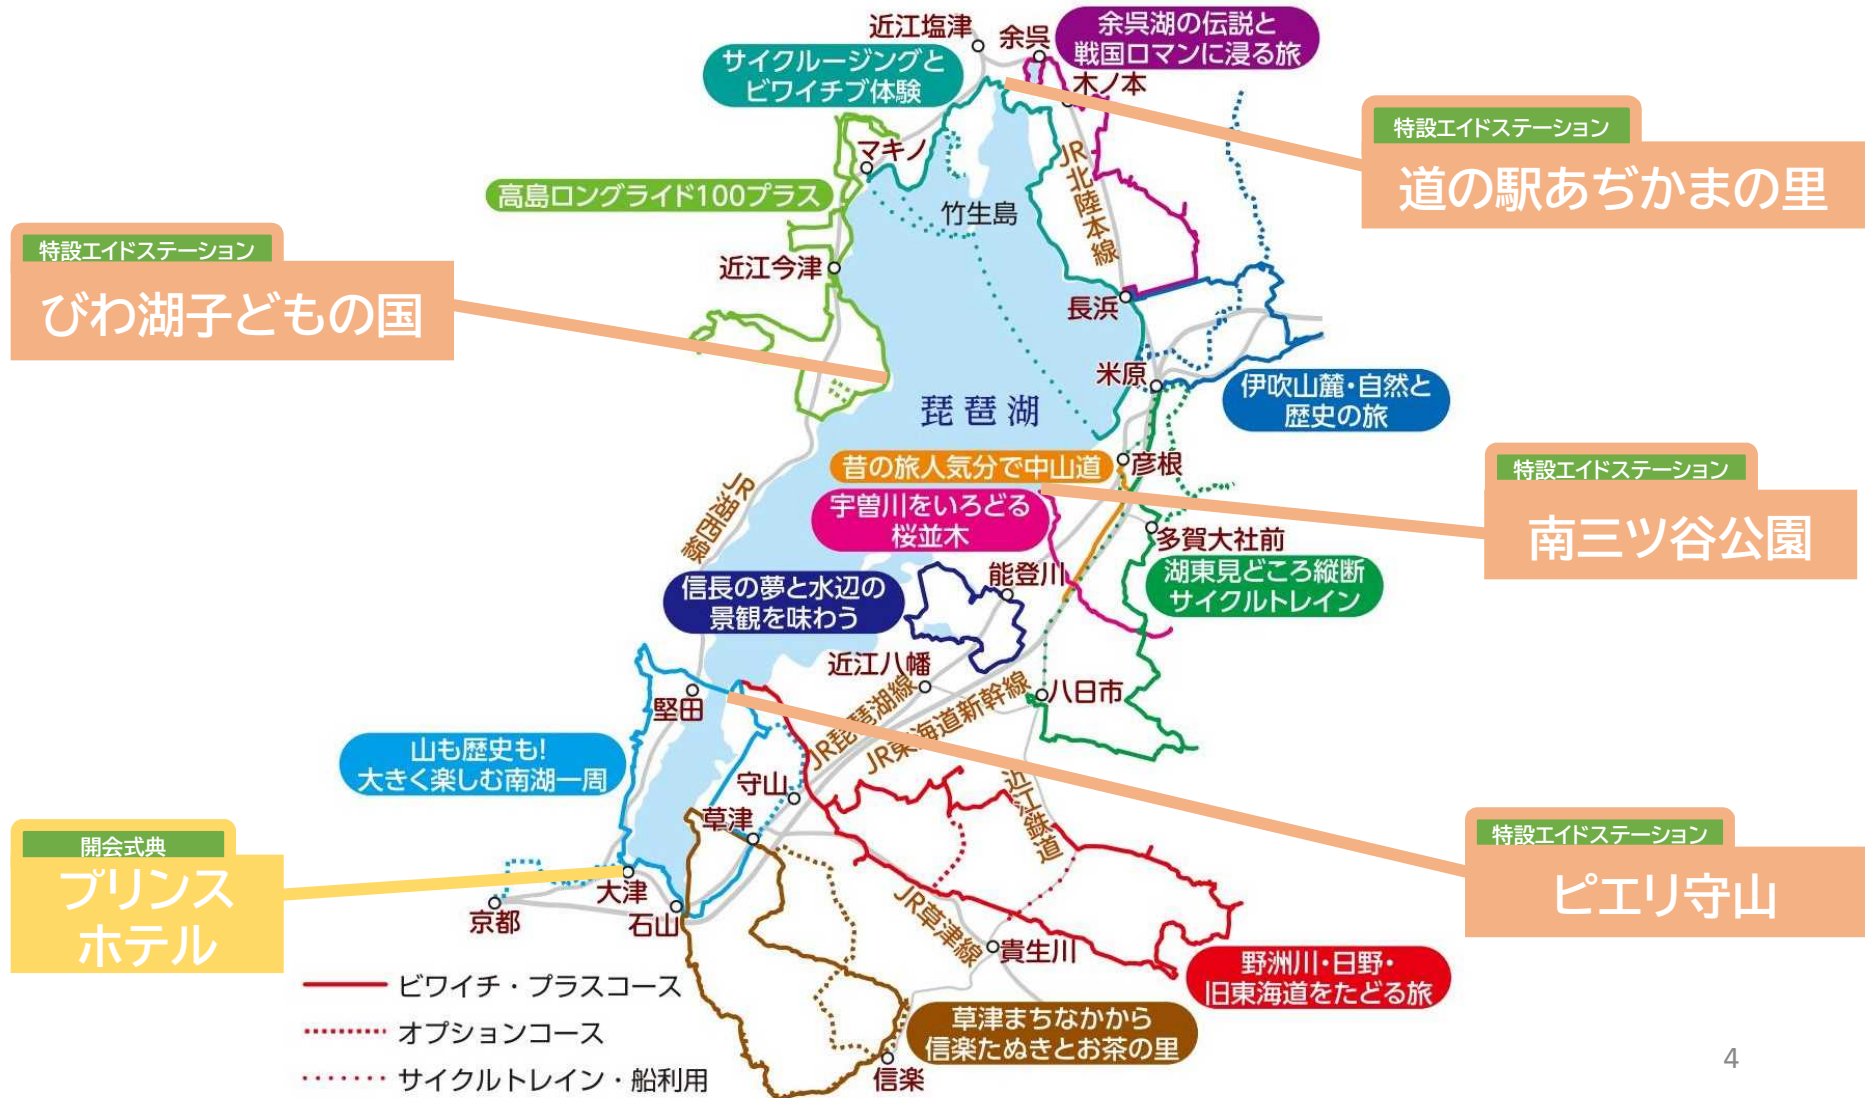 近江塩津
余呉
余呉湖の伝説と
戦国ロマンに浸る旅
サイクルージングと
ビワイチブ体験
木ノ本
特設エイドステーション
道の駅あぢかまの里
マキノ
JR北陸本線
高島ロングライド100プラス
竹生島
特設エイドステーション
びわ湖子どもの国
近江今津
長浜
米原
伊吹山麓・自然と
歴史の旅
琵琶湖
昔の旅人気分で中山道
彦根
特設エイドステーション
南三ツ谷公園
JR湖西線
宇曽川をいろどる
桜並木
多賀大社前
湖東見どころ縦断
サイクルトレイン
能登川
信長の夢と水辺の
景観を味わう
近江八幡
JR琵琶湖線
JR東海道新幹線
八日市
堅田
山も歴史も!
大きく楽しむ南湖一周
守山
近江鉄道
草津
特設エイドステーション
ピエリ守山
開会式典
プリンス
ホテル
大津
京都
石山
JR草津線
貴生川
野洲川・日野・
旧東海道をたどる旅
ビワイチ・プラスコース
オプションコース
サイクルトレイン・船利用
草津まちなかから
信楽たぬきとお茶の里
信楽
4